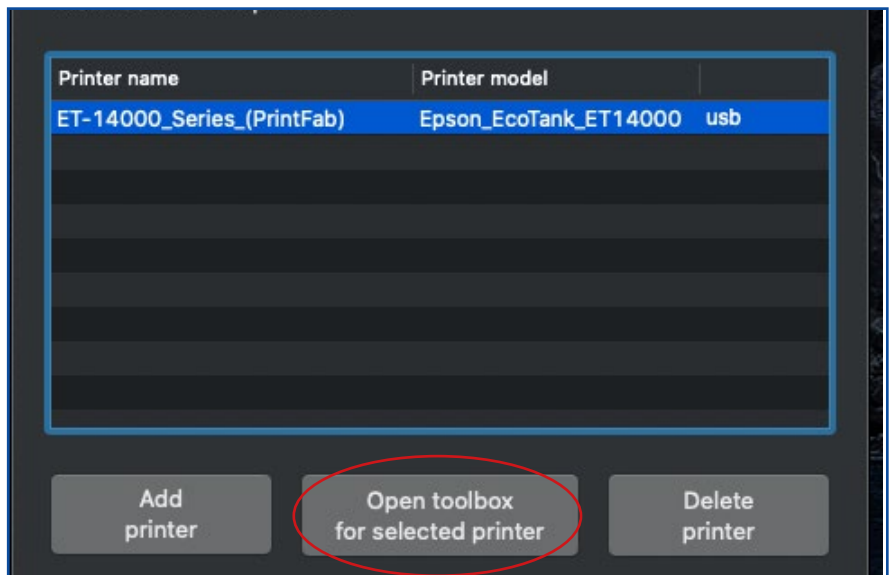 Printer name Printer model
ET-14000_Series_(PrintFab) Epson_EcoTank_ET14000 usb
Add Open toolbox Delete
printer for selected printer printer